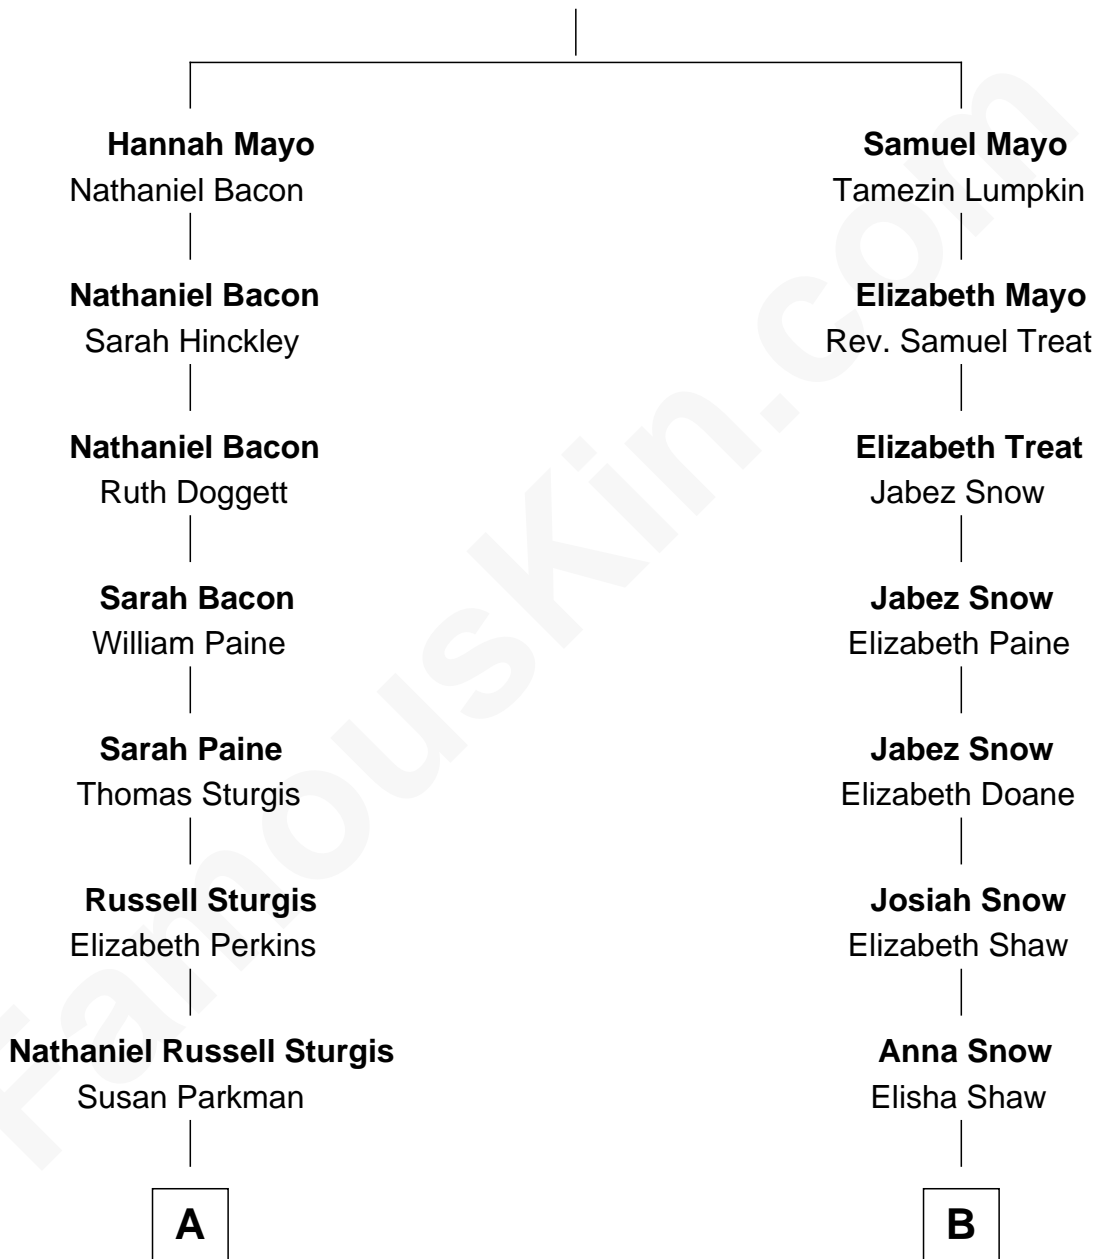 Hannah Mayo
Nathaniel Bacon
Samuel Mayo
Tamezin Lumpkin
Nathaniel Bacon
Sarah Hinckley
Elizabeth Mayo
Rev. Samuel Treat
Nathaniel Bacon
Ruth Doggett
Elizabeth Treat
Jabez Snow
Sarah Bacon
William Paine
Jabez Snow
Elizabeth Paine
Sarah Paine
Thomas Sturgis
Jabez Snow
Elizabeth Doane
Russell Sturgis
Elizabeth Perkins
Josiah Snow
Elizabeth Shaw
Nathaniel Russell Sturgis
Susan Parkman
Anna Snow
Elisha Shaw
A
B
FamousKin.com